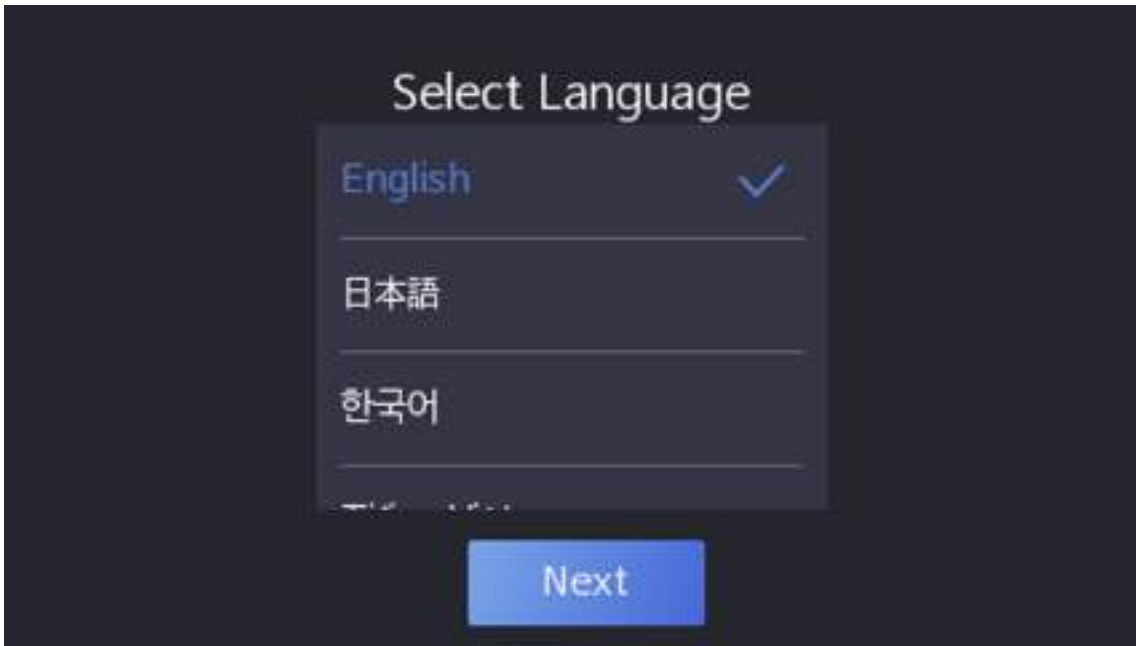 Select Language
English
日本語
한국어
Next